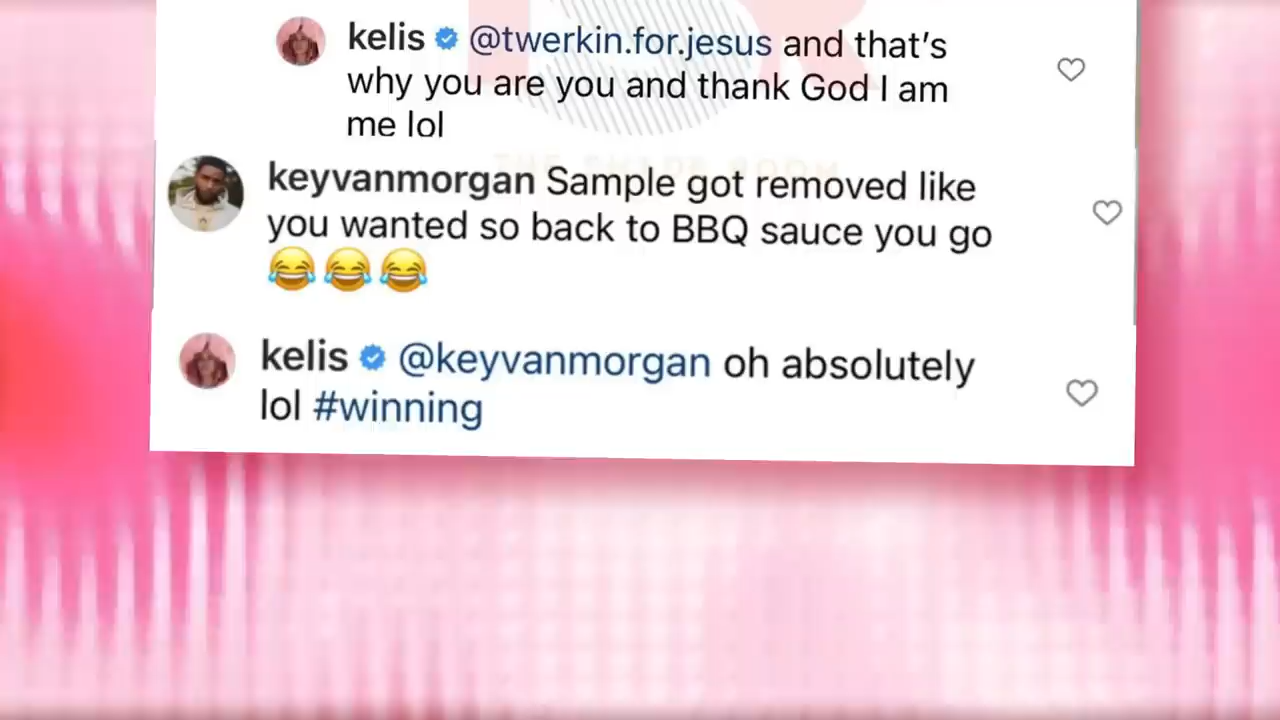 kelis @twerkin.for.jesus and that's
why you are you and thank God I am
me lol
keyvanmorgan Sample got removed like
you wanted so back to BBQ sauce you go
😂😂😂
kelis @keyvanmorgan oh absolutely
lol #winning